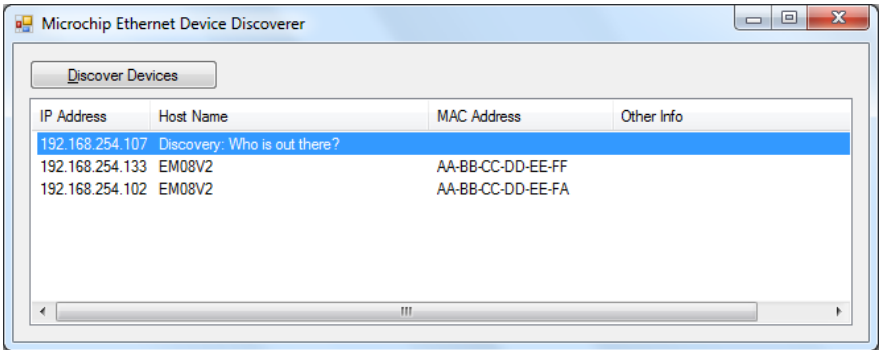 Microchip Ethernet Device Discoverer
Discover Devices
IP Address Host Name MAC Address Other Info
192.168.254.107 Discovery: Who is out there?
192.168.254.133 EM08V2 AA-BB-CC-DD-EE-FF
192.168.254.102 EM08V2 AA-BB-CC-DD-EE-FA